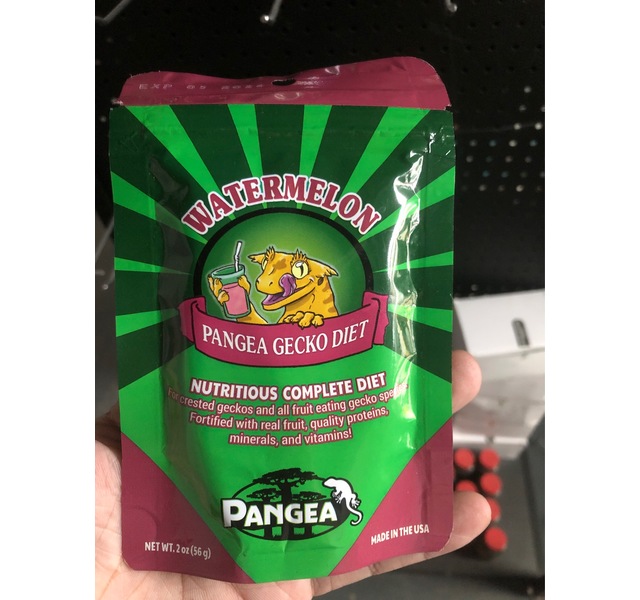 EXP
WATERMELON
PANGEA GECKO DIET
NUTRITIOUS COMPLETE DIET
For crested geckos and all fruit eating gecko
Fortified with real fruit, quality proteins,
minerals, and vitamins!
PANGEA
NET WT. 2 oz (56 g)
MADE IN THE USA